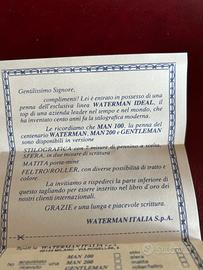 Gentilissimo Signore,
complimenti! Lei è entrato in possesso di una
penna dell'esclusiva linea WATERMAN IDEAL, il
top di una azienda leader nel tempo e nel mondo, che
ha inventato cento anni fa la stilografica moderna.
Le ricordiamo che MAN 100, la penna del
centenario WATERMAN, MAN 200 e GENTLEMAN
sono disponibili in versione
STILOGRAFICA con 2 misure di pennino a scelta,
SFERA, in due misure di scrittura
MATITA porta-mine
FELTRO/ROLLER, con diverse possibilità di tratto e
colore.
La invitiamo a rispedirci la parte inferiore di
questo tagliando per essere inserito nel libro d'oro dei
nostri clienti internazionali.
GRAZIE e una lunga e piacevole scrittura.
WATERMAN ITALIA S.p.A.
WATERMAN ITALIA
MAN 100
MAN 200
GENTLEMAN